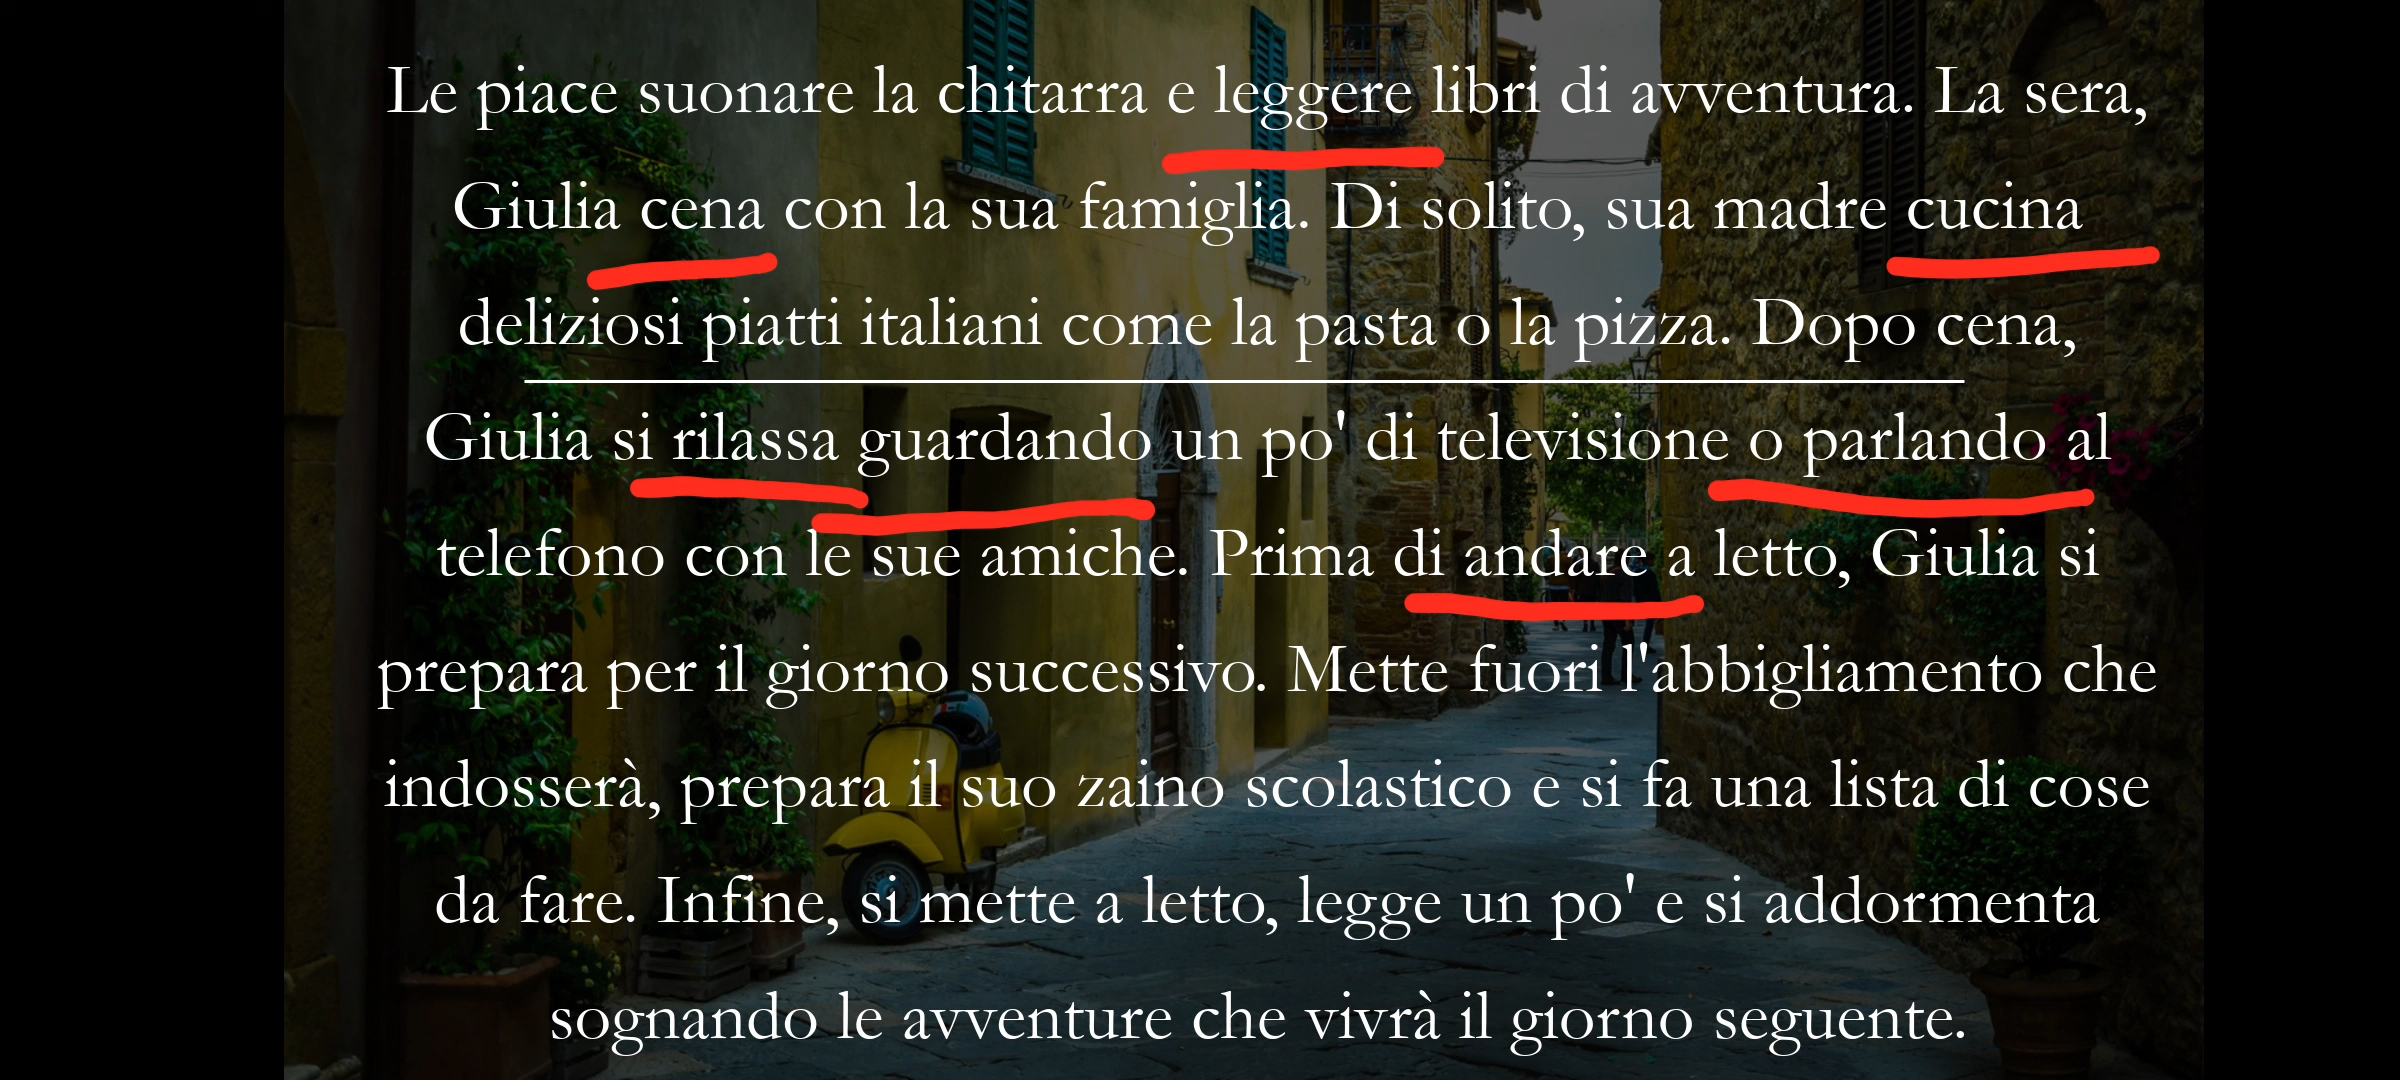 Le piace suonare la chitarra e leggere libri di avventura. La sera,
Giulia cena con la sua famiglia. Di solito, sua madre cucina
deliziosi piatti italiani come la pasta o la pizza. Dopo cena,
Giulia si rilassa guardando un po' di televisione o parlando al
telefono con le sue amiche. Prima di andare a letto, Giulia si
prepara per il giorno successivo. Mette fuori l'abbigliamento che
indosserà, prepara il suo zaino scolastico e si fa una lista di cose
da fare. Infine, si mette a letto, legge un po' e si addormenta
sognando le avventure che vivrà il giorno seguente.